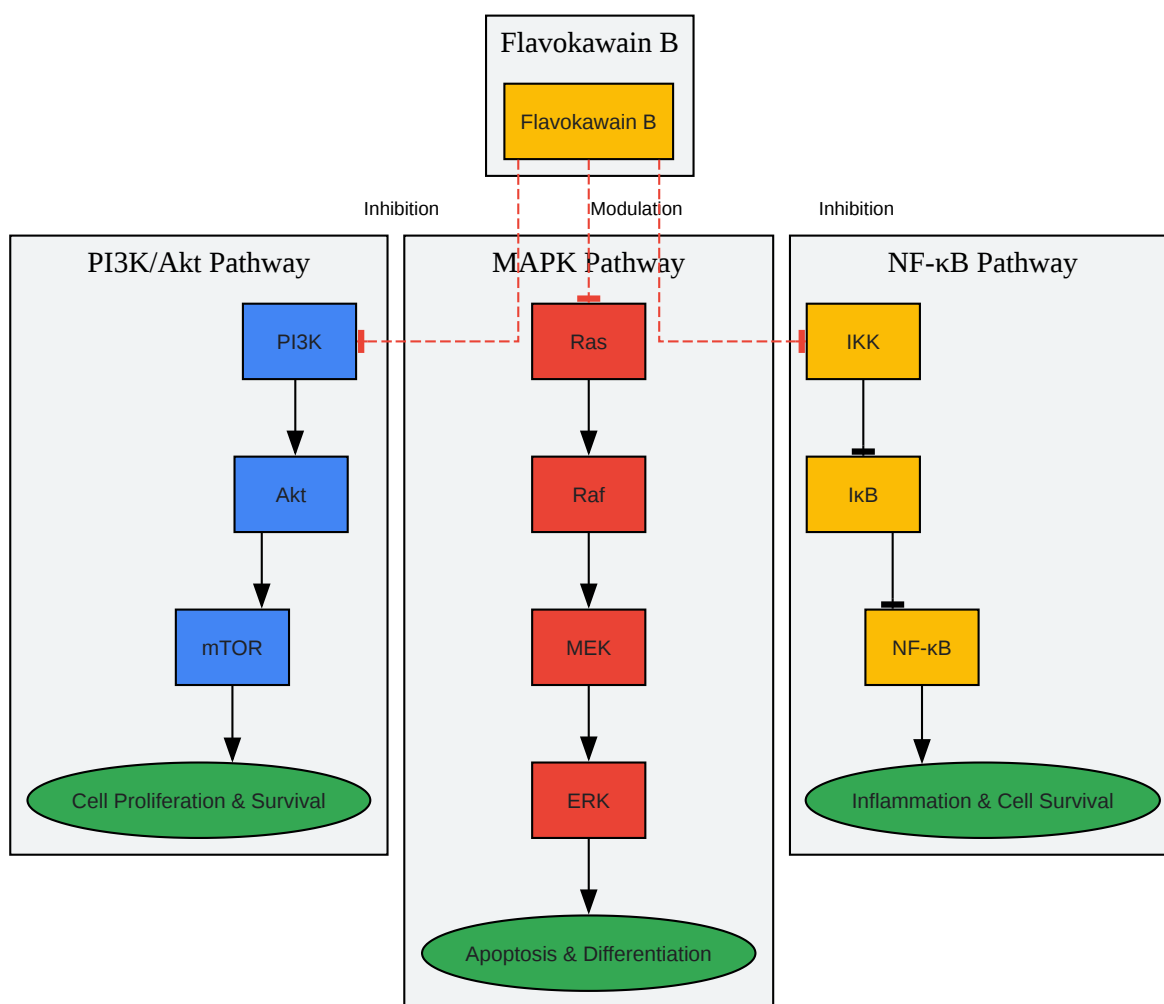 Flavokawain B
Flavokawain B
Inhibition
Modulation
Inhibition
PI3K/Akt Pathway
MAPK Pathway
NF-κB Pathway
PI3K
Ras
IKK
Akt
Raf
IκB
mTOR
MEK
NF-κB
Cell Proliferation & Survival
ERK
Inflammation & Cell Survival
Apoptosis & Differentiation